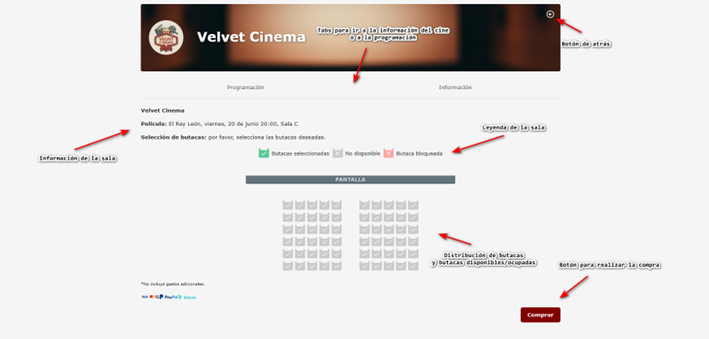 Velvet Cinema
Tabs para ir a la información del cine
o a la programación
Botón de atrás
Programación
Información
Velvet Cinema
Película: El Rey León, viernes, 20 de junio 20:00, Sala C
Selección de butacas: por favor, selecciona las butacas deseadas.
Leyenda de la sala
Información de la sala
Butacas seleccionadas
No disponible
Butaca bloqueada
PANTALLA
Distribución de butacas
y butacas disponibles/ocupadas
Botón para realizar la compra
*No incluye gastos adicionales.
VISA
PayPal
Comprar